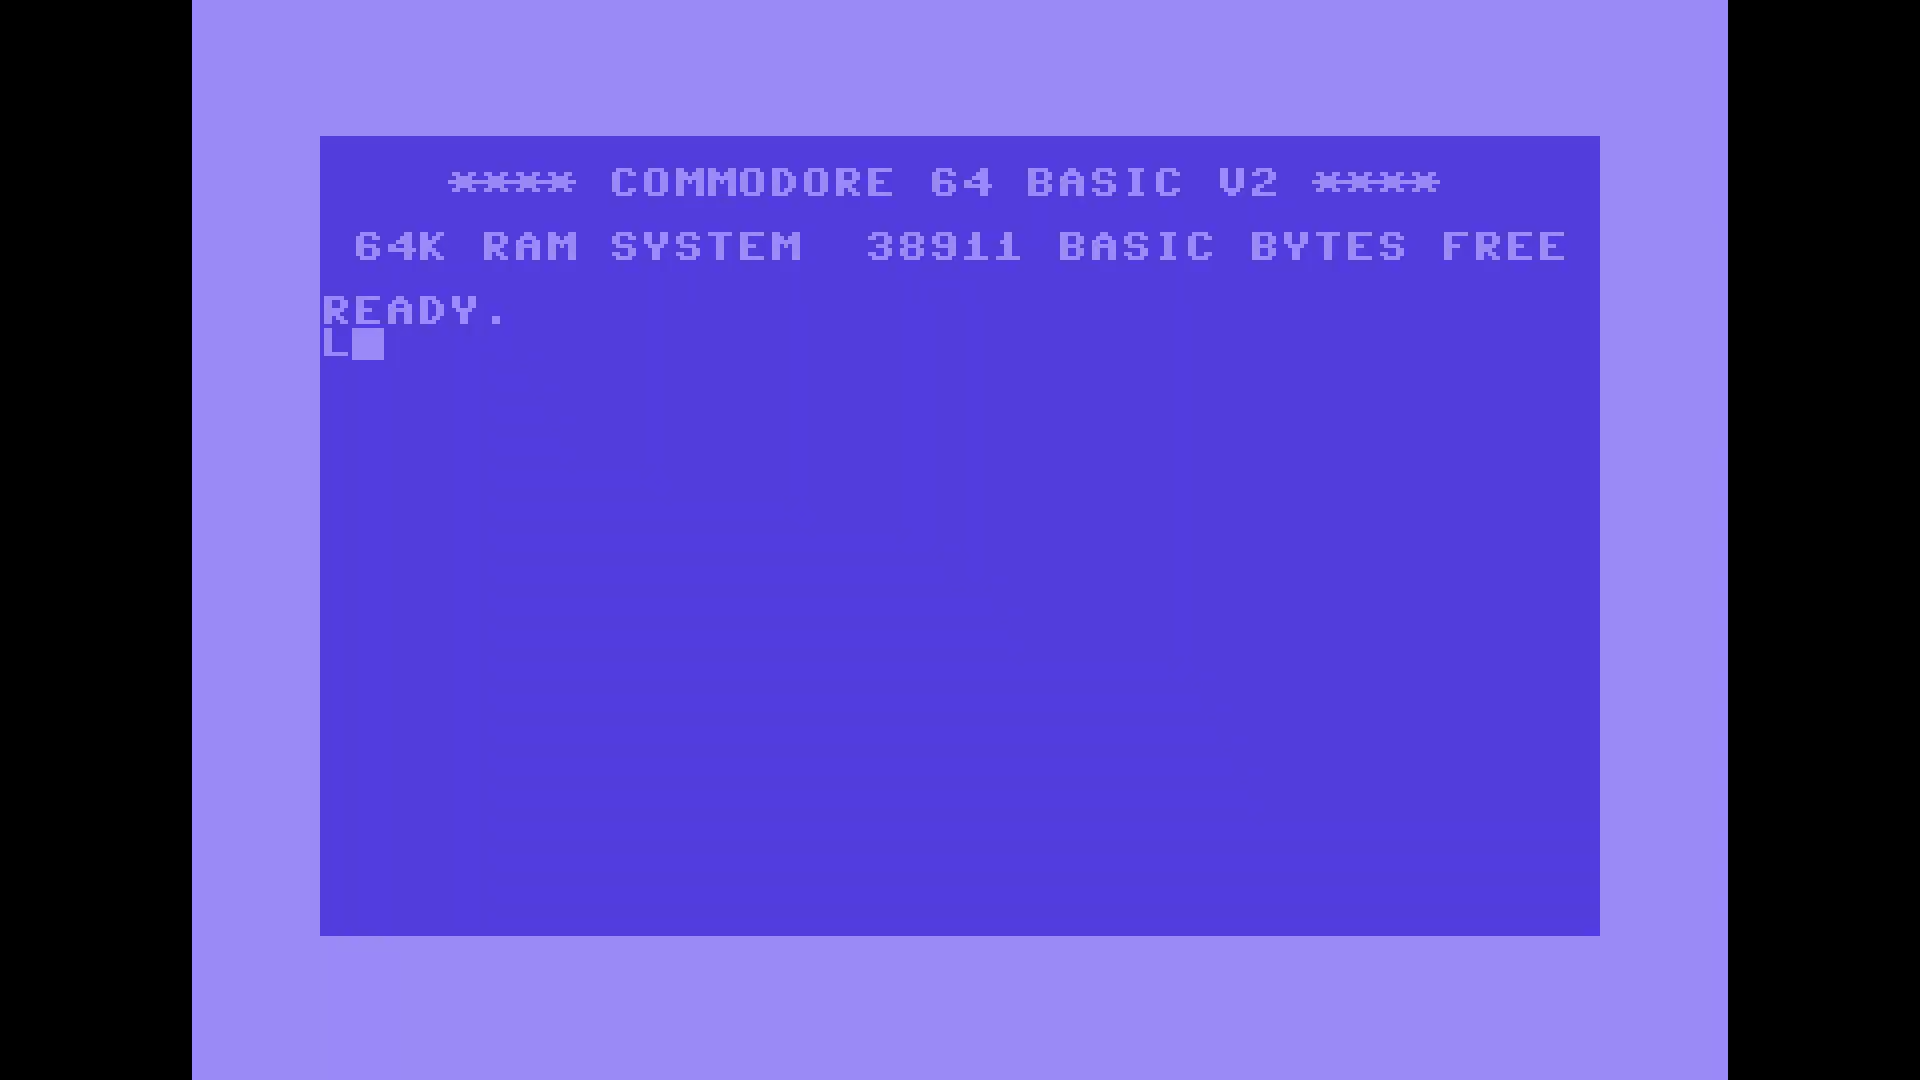 **** COMMODORE 64 BASIC V2 ****
64K RAM SYSTEM  38911 BASIC BYTES FREE
READY.
L